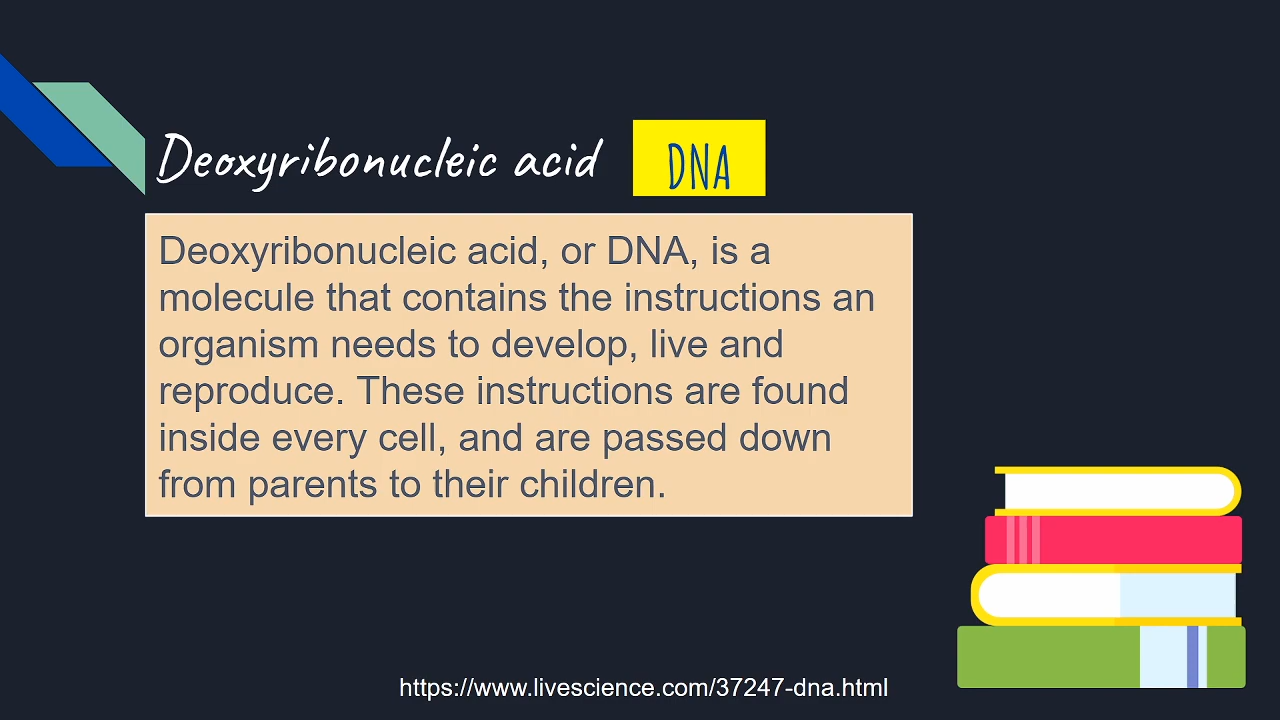 Deoxyribonucleic acid DNA
Deoxyribonucleic acid, or DNA, is a
molecule that contains the instructions an
organism needs to develop, live and
reproduce. These instructions are found
inside every cell, and are passed down
from parents to their children.
https://www.livescience.com/37247-dna.html